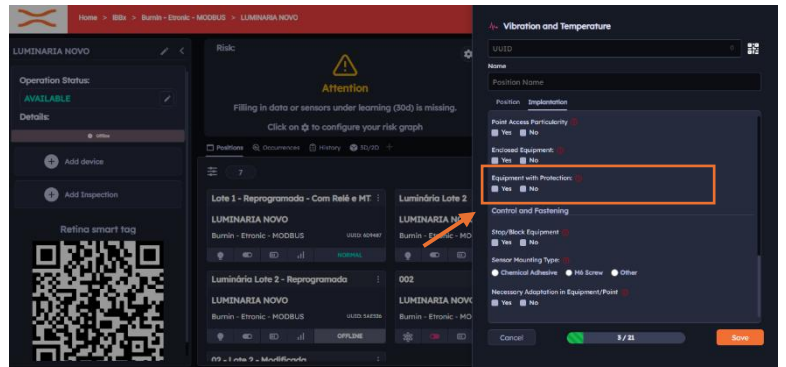 Home > Bills > Burnin - Etronic - MODBUS > LUMINARIA NOVO
LUMINARIA NOVO
Operation Status:
AVAILABLE
Details:
offline
Add device
Add Inspection
Retina smart tag
Risk:
Attention
Filling in data or sensors under learning (30d) is missing.
Click on to configure your risk graph
Positions
Occurrences
History
3D/2D
7
Lote 1 - Reprogramada - Com Relé e MT
LUMINARIA NOVO
Burnin - Etronic - MODBUS
UUID: 609487
NORMAL
Luminária Lote 2
LUMINARIA NOVO
Burnin - Etronic - MO
Luminária Lote 2 - Reprogramada
LUMINARIA NOVO
Burnin - Etronic - MODBUS
OFFLINE
002
LUMINARIA NOVO
Burnin - Etronic - MO
02 - Lote 2 - Modificada
Vibration and Temperature
UUID
Name
Position Name
Position
Implantation
Point Access Particularity
Yes No
Enclosed Equipment:
Yes No
Equipment with Protection:
Yes No
Control and Fastening
Stop/Block Equipment
Yes No
Sensor Mounting Type:
Chemical Adhesive H6 Screw Other
Necessary Adaptation in Equipment/Point
Yes No
Cancel
3 / 21
Save